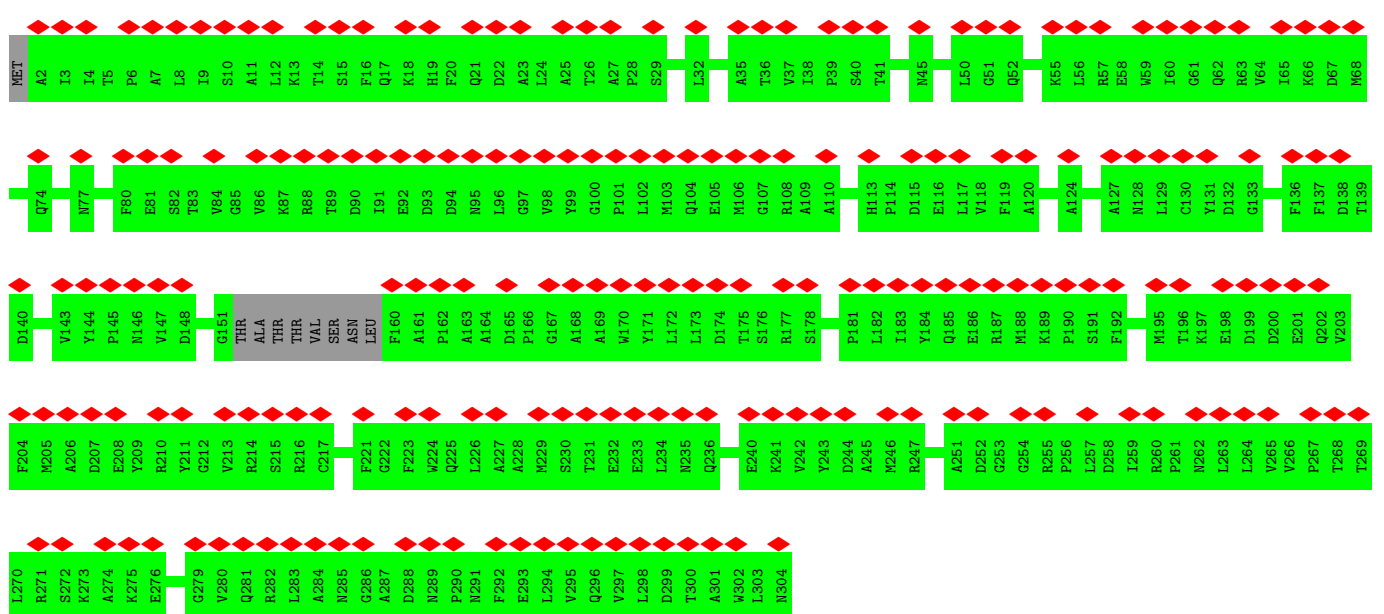 MET A2 I3 I4 T5 P6 A7 L8 I9 S10 A11 L12 K13 T14 S15 F16 Q17 K18 H19 F20 Q21 D22 A23 L24 A25 T26 A27 P28 S29 L32 A35 T36 V37 I38 P39 S40 T41 N45 L50 G51 Q52 K55 L56 R57 E58 W59 I60 G61 Q62 R63 V64 I65 K66 D67 M68
Q74 N77 F80 E81 S82 T83 V84 G85 V86 K87 R88 T89 D90 I91 E92 D93 D94 N95 L96 G97 V98 Y99 G100 P101 L102 M103 Q104 E105 M106 G107 R108 A109 A110 H113 P114 D115 E116 L117 V118 F119 A120 A124 A127 N128 L129 C130 Y131 D132 G133 F136 F137 D138 T139
D140 V143 Y144 P145 N146 V147 D148 G151 THR ALA THR THR VAL SER ASN LEU F160 A161 P162 A163 A164 D165 P166 G167 A168 A169 W170 Y171 L172 L173 D174 T175 S176 R177 S178 P181 L182 I183 Y184 Q185 E186 R187 M188 K189 P190 S191 F192 M195 T196 K197 E198 D199 D200 E201 Q202 V203
F204 M205 A206 D207 E208 Y209 R210 Y211 G212 V213 R214 S215 R216 C217 F221 G222 F223 W224 Q225 L226 A227 A228 M229 S230 T231 E232 E233 L234 N235 Q236 E240 K241 V242 Y243 D244 A245 M246 R247 A251 D252 G253 G254 R255 P256 L257 D258 I259 R260 P261 N262 L263 L264 V265 V266 P267 T268 T269
L270 R271 S272 K273 A274 K275 E276 G279 V280 Q281 R282 L283 A284 N285 G286 A287 D288 N289 P290 N291 F292 E293 L294 V295 Q296 V297 L298 D299 T300 A301 W302 L303 N304